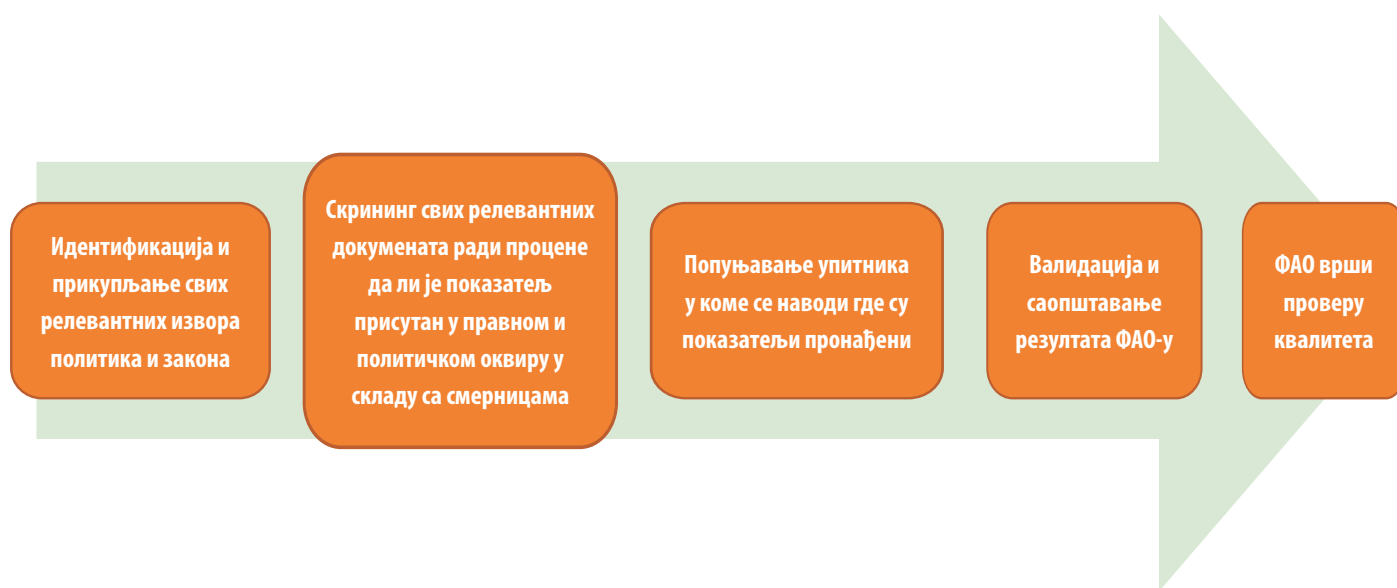 Идентификација и
прикупљање свих
релевантних извора
политика и закона
Скрининг свих релевантних
докумената ради процене
да ли је показатељ
присутан у правном и
политичком оквиру у
складу са смерницама
Попуњавање упитника
у коме се наводи где су
показатељи пронађени
Валидација и
саопштавање
резултата ФАО-у
ФАО врши
проверу
квалитета